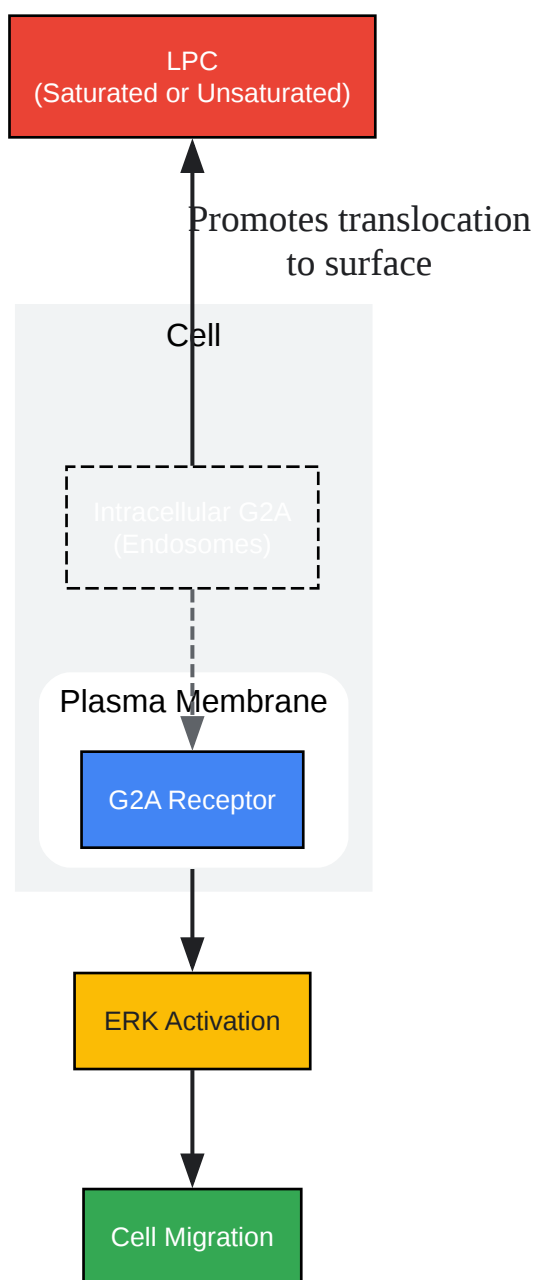 LPC
(Saturated or Unsaturated)
Promotes translocation
to surface
Cell
Intracellular G2A
(Endosomes)
Plasma Membrane
G2A Receptor
ERK Activation
Cell Migration